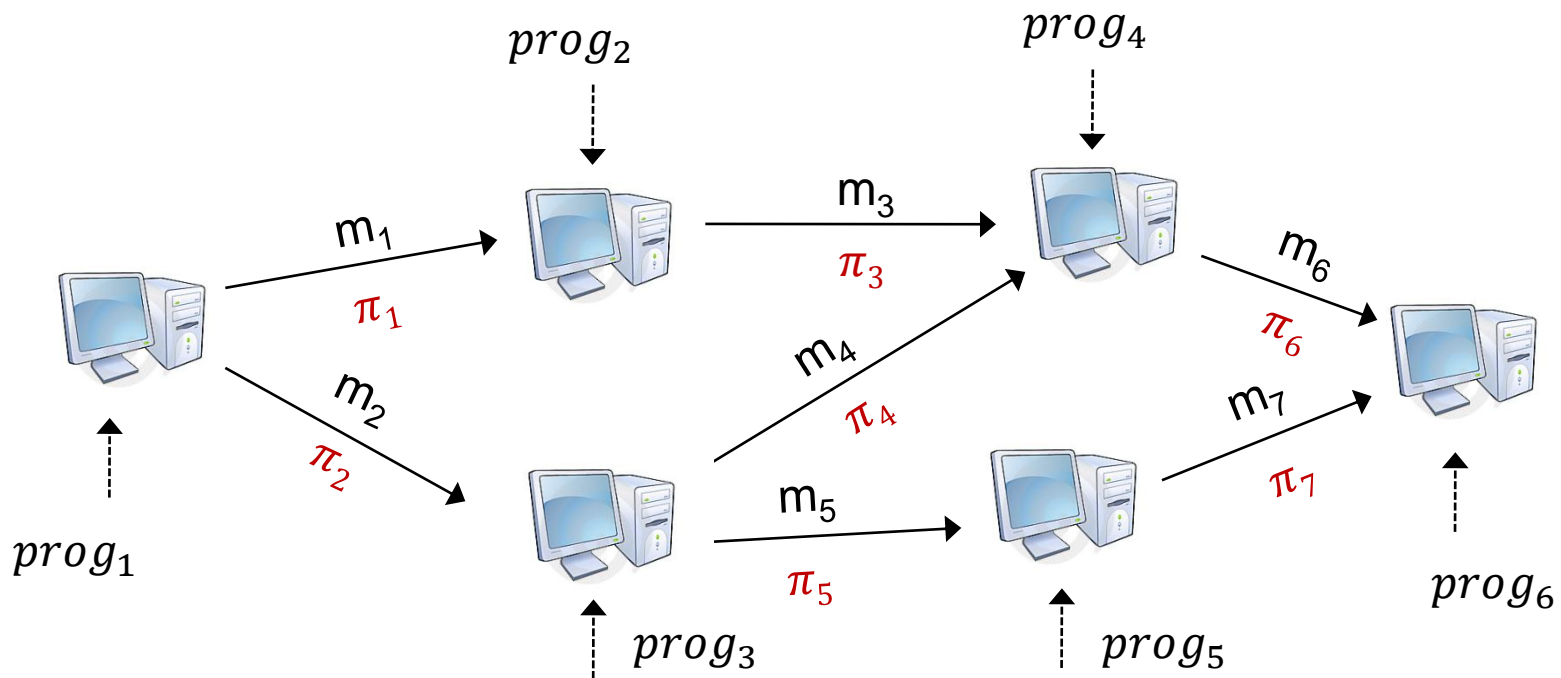 prog₂
prog₄
m₁
π₁
m₃
π₃
m₆
π₆
m₂
π₂
m₄
π₄
m₇
π₇
m₅
π₅
prog₁
prog₃
prog₅
prog₆